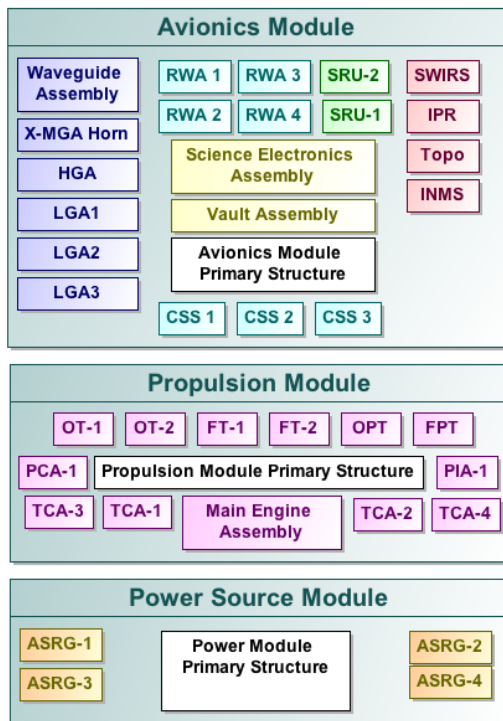 Avionics Module
Waveguide
Assembly
RWA 1
RWA 3
SRU-2
SWIRS
RWA 2
RWA 4
SRU-1
IPR
X-MGA Horn
Science Electronics
Assembly
Topo
HGA
INMS
LGA1
Vault Assembly
LGA2
Avionics Module
Primary Structure
LGA3
CSS 1
CSS 2
CSS 3
Propulsion Module
OT-1
OT-2
FT-1
FT-2
OPT
FPT
PCA-1
Propulsion Module Primary Structure
PIA-1
TCA-3
TCA-1
Main Engine
Assembly
TCA-2
TCA-4
Power Source Module
ASRG-1
Power Module
Primary Structure
ASRG-2
ASRG-3
ASRG-4